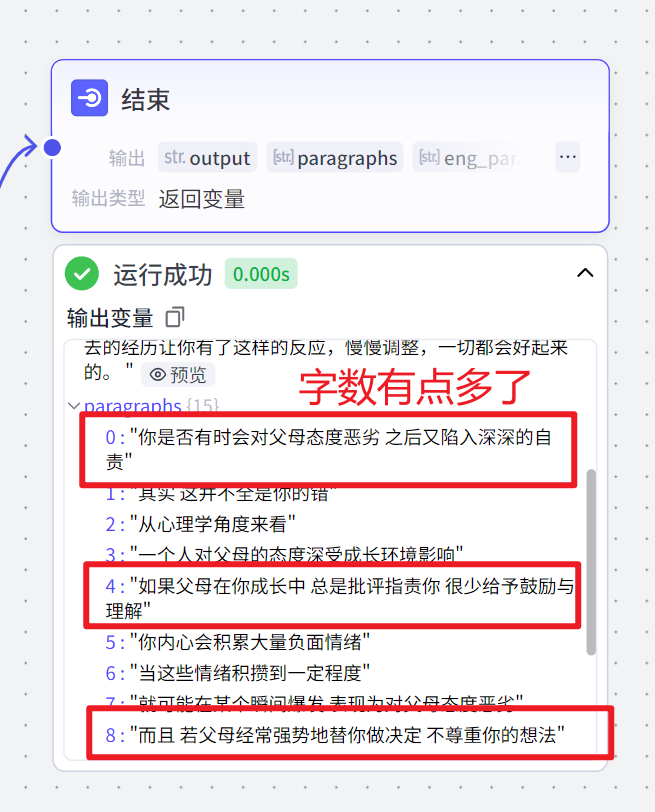 结束
输出 str. output [str] paragraphs [str] eng_para ...
输出类型 返回变量
运行成功 0.000s
输出变量
去的经历让你有了这样的反应，慢慢调整，一切都会好起来
的。" 预览
字数有点多了
paragraphs {15}
0 : "你是否有时会对父母态度恶劣 之后又陷入深深的自
责"
1 : "其实 这并不全是你的错"
2 : "从心理学角度来看"
3 : "一个人对父母的态度深受成长环境影响"
4 : "如果父母在你成长中 总是批评指责你 很少给予鼓励与
理解"
5 : "你内心会积累大量负面情绪"
6 : "当这些情绪积攒到一定程度"
7 : "就可能在某个瞬间爆发 表现为对父母态度恶劣"
8 : "而且 若父母经常强势地替你做决定 不尊重你的想法"